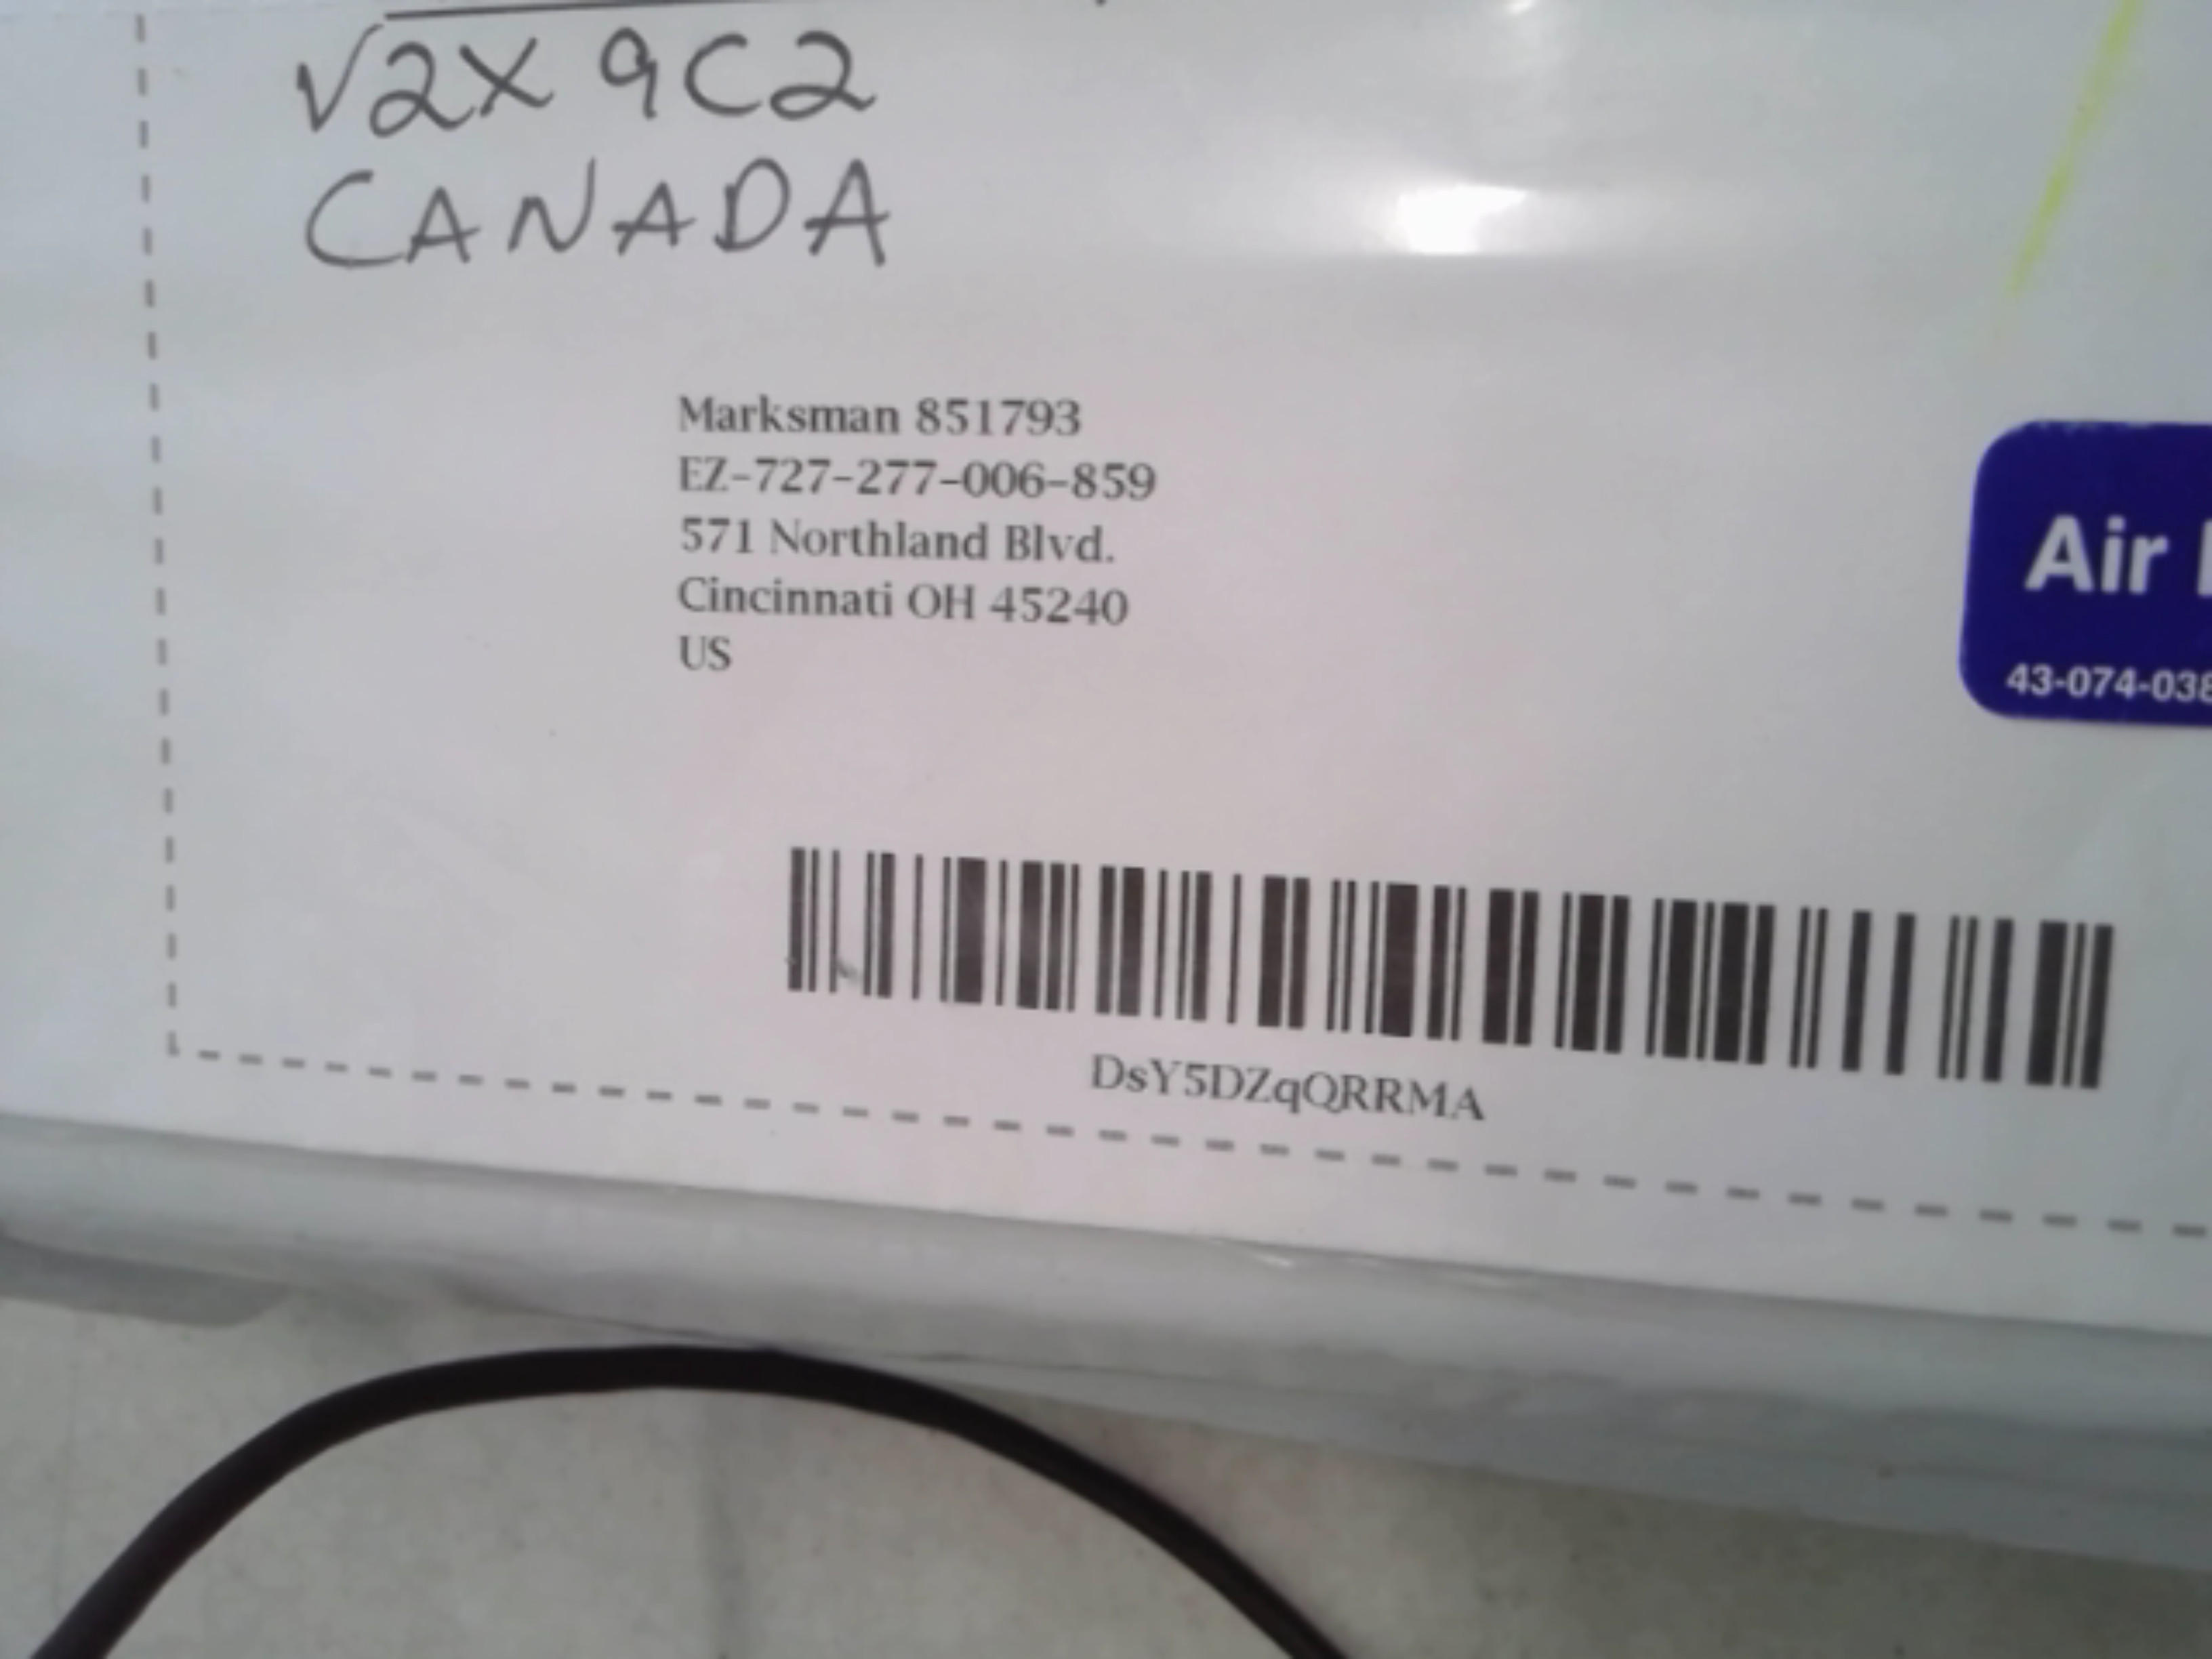 V2X 9C2
CANADA
Marksman 851793
EZ-727-277-006-859
571 Northland Blvd.
Cincinnati OH 45240
US
Air
43-074-038
DsY5DZqQRRMA